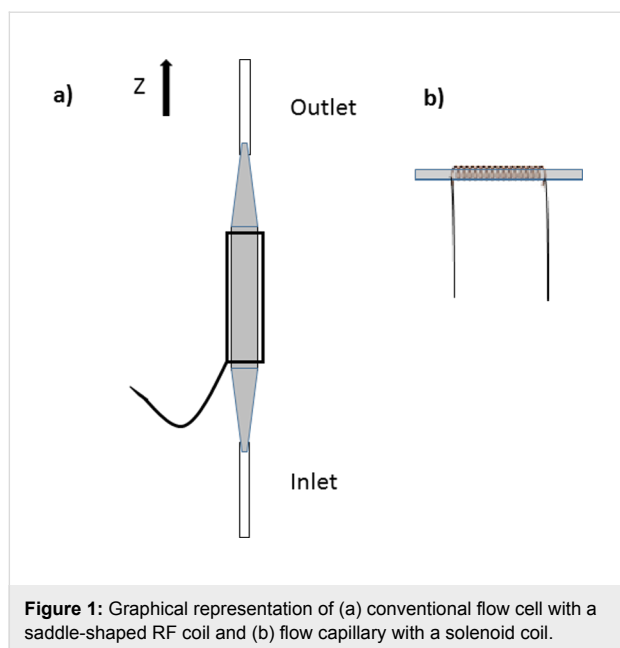 a)
Z
Outlet
b)
Inlet
Figure 1: Graphical representation of (a) conventional flow cell with a
saddle-shaped RF coil and (b) flow capillary with a solenoid coil.